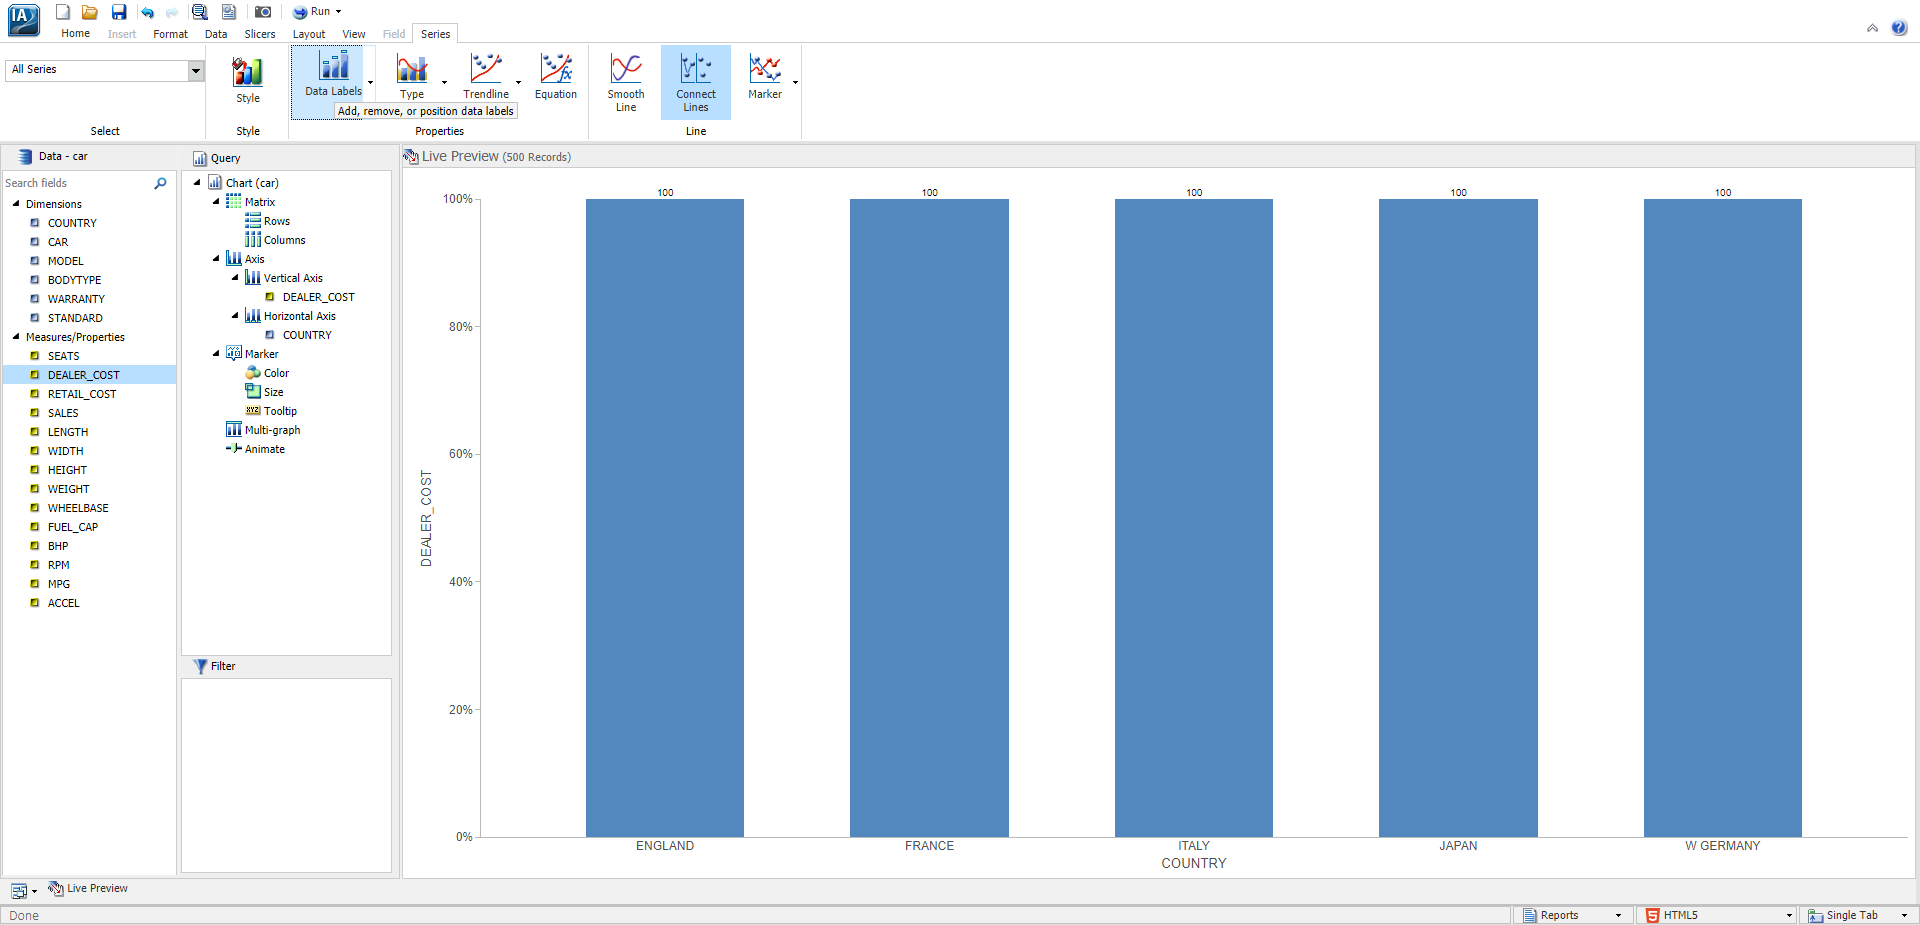 IA
Run
Home Insert Format Data Slicers Layout View Field Series
All Series
Style
Data Labels
Type
Trendline
Equation
Smooth Line
Connect Lines
Marker
Add, remove, or position data labels
Select
Style
Properties
Line
Data - car
Search fields
Dimensions
COUNTRY
CAR
MODEL
BODYTYPE
WARRANTY
STANDARD
Measures/Properties
SEATS
DEALER_COST
RETAIL_COST
SALES
LENGTH
WIDTH
HEIGHT
WEIGHT
WHEELBASE
FUEL_CAP
BHP
RPM
MPG
ACCEL
Query
Chart (car)
Matrix
Rows
Columns
Axis
Vertical Axis
DEALER_COST
Horizontal Axis
COUNTRY
Marker
Color
Size
XYZ Tooltip
Multi-graph
Animate
Filter
Live Preview (500 Records)
100 100 100 100 100
100%
80%
60%
40%
20%
0%
DEALER_COST
ENGLAND FRANCE ITALY JAPAN W GERMANY
COUNTRY
Live Preview
Done
Reports
HTML5
Single Tab